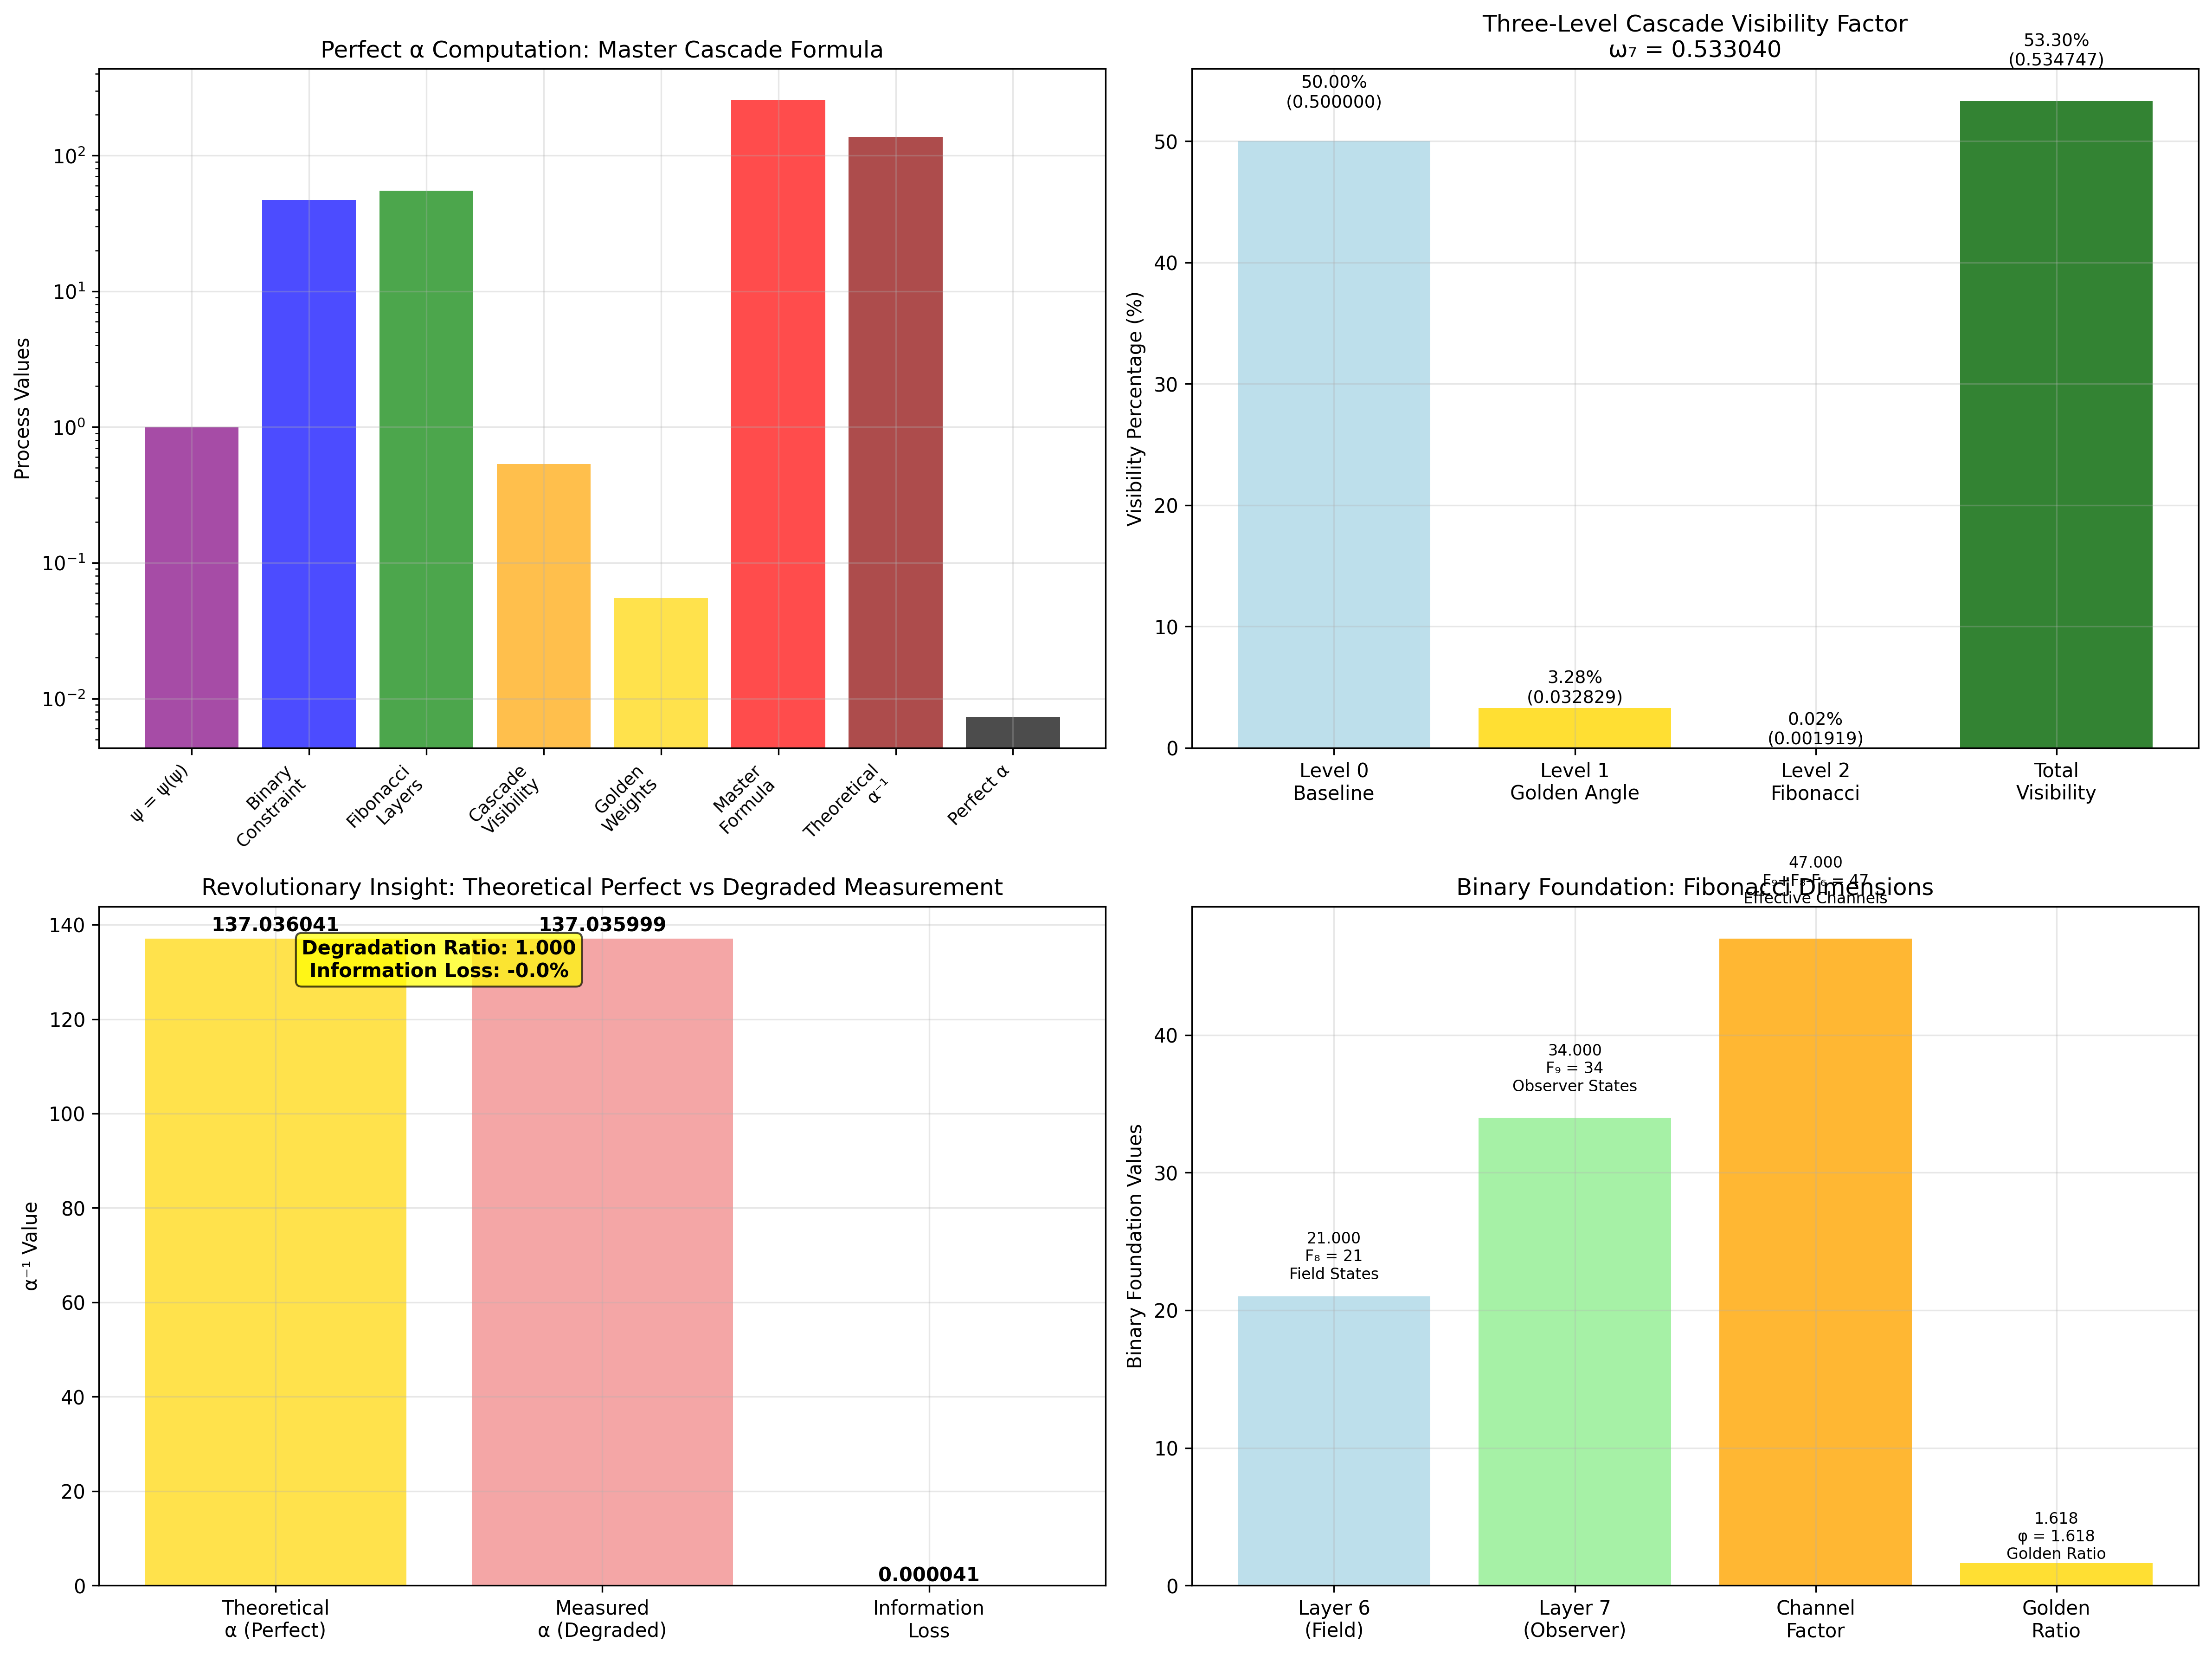 Perfect α Computation: Master Cascade Formula
Process Values
10²
10¹
10⁰
10⁻¹
10⁻²
ψ = ψ(ψ)
Binary
Constraint
Fibonacci
Layers
Cascade
Visibility
Golden
Weights
Master
Formula
Theoretical
α⁻¹
Perfect α
Three-Level Cascade Visibility Factor
ω₇ = 0.533040
Visibility Percentage (%)
50
40
30
20
10
0
50.00%
(0.500000)
3.28%
(0.032829)
0.02%
(0.001919)
53.30%
(0.534747)
Level 0
Baseline
Level 1
Golden Angle
Level 2
Fibonacci
Total
Visibility
Revolutionary Insight: Theoretical Perfect vs Degraded Measurement
α⁻¹ Value
140
120
100
80
60
40
20
0
137.036041
137.035999
Degradation Ratio: 1.000
Information Loss: -0.0%
0.000041
Theoretical
α (Perfect)
Measured
α (Degraded)
Information
Loss
Binary Foundation: Fibonacci Dimensions
Binary Foundation Values
40
30
20
10
0
21.000
F₈ = 21
Field States
34.000
F₉ = 34
Observer States
47.000
F₉+F₈-F₆ = 47
Effective Channels
1.618
φ = 1.618
Golden Ratio
Layer 6
(Field)
Layer 7
(Observer)
Channel
Factor
Golden
Ratio